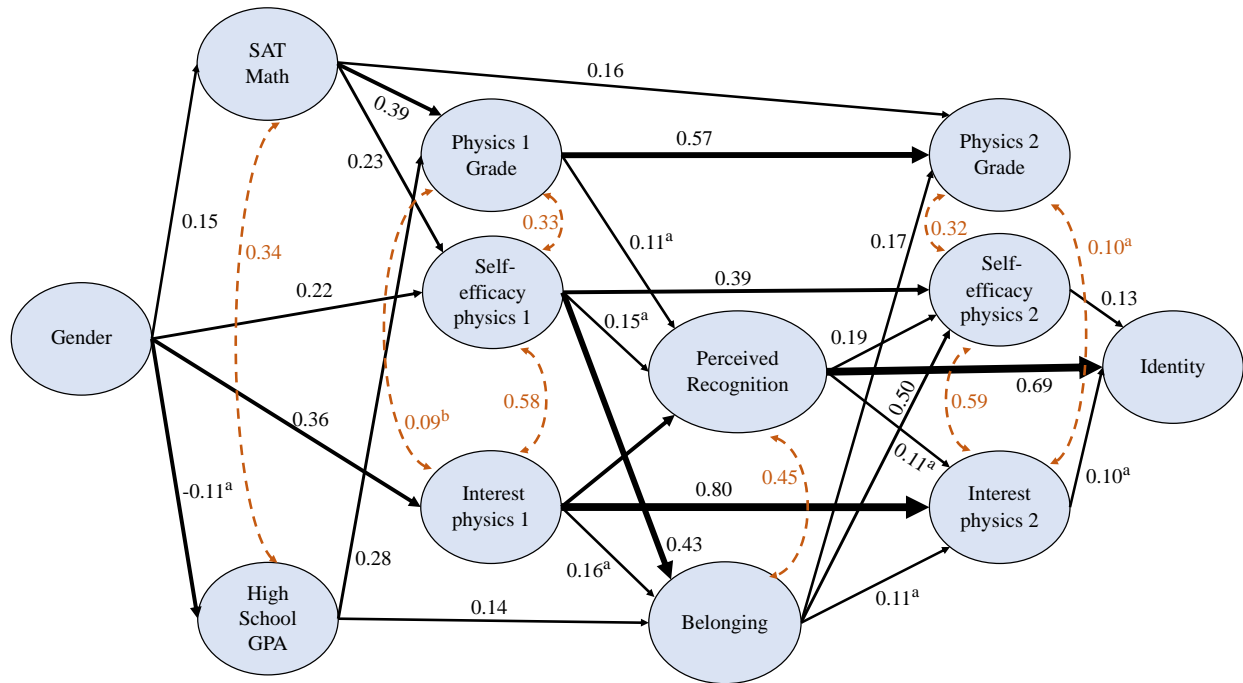 SAT
Math
0.16
0.39
Physics 1
Grade
0.57
Physics 2
Grade
0.23
0.15
0.34
0.33
0.11ᵃ
0.17
0.32
0.10ᵃ
Gender
0.22
Self-
efficacy
physics 1
0.39
Self-
efficacy
physics 2
0.13
0.15ᵃ
0.19
Perceived
Recognition
0.69
Identity
0.36
0.09ᵇ
0.58
0.50
0.59
0.11ᵃ
-0.11ᵃ
Interest
physics 1
0.80
0.45
Interest
physics 2
0.10ᵃ
0.28
0.43
0.16ᵃ
High
School
GPA
0.14
Belonging
0.11ᵃ